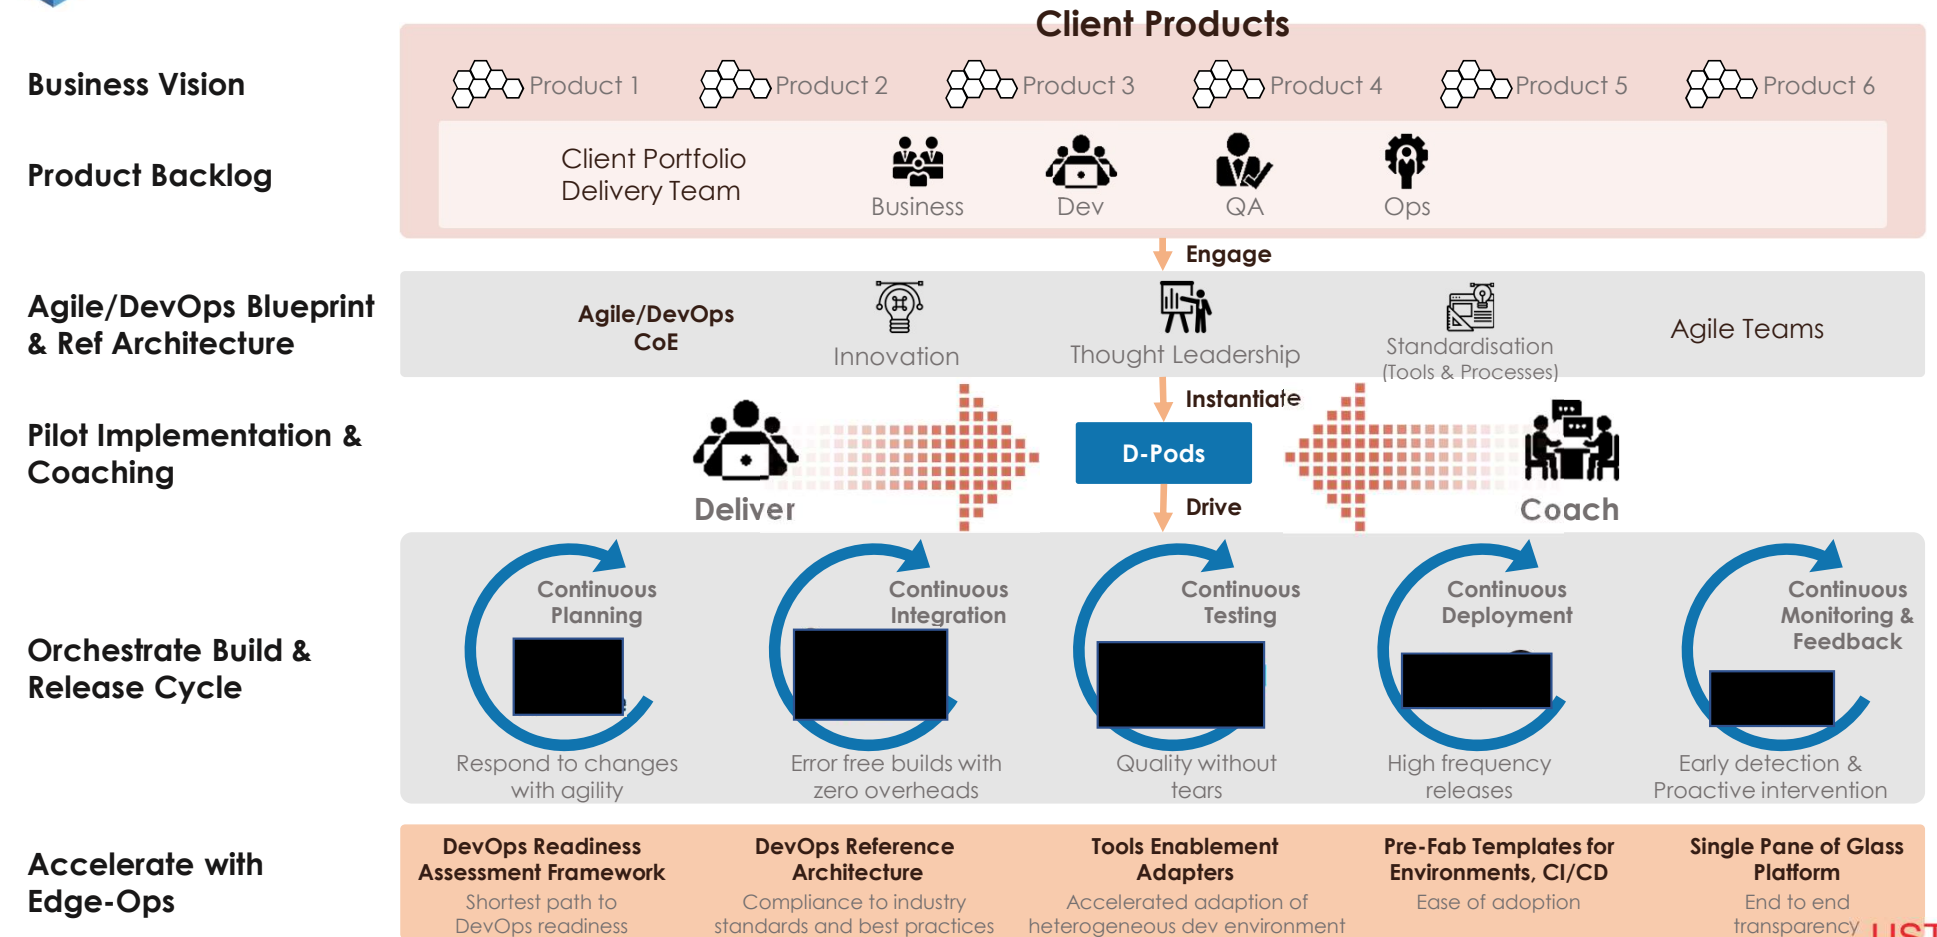 Client Products
Business Vision
Product 1
Product 2
Product 3
Product 4
Product 5
Product 6
Product Backlog
Client Portfolio
Delivery Team
Business
Dev
QA
Ops
Engage
Agile/DevOps Blueprint
& Ref Architecture
Agile/DevOps
CoE
Innovation
Thought Leadership
Standardisation
(Tools & Processes)
Agile Teams
Instantiate
Pilot Implementation &
Coaching
Deliver
D-Pods
Coach
Drive
Orchestrate Build &
Release Cycle
Continuous
Planning
Respond to changes
with agility
Continuous
Integration
Error free builds with
zero overheads
Continuous
Testing
Quality without
tears
Continuous
Deployment
High frequency
releases
Continuous
Monitoring &
Feedback
Early detection &
Proactive intervention
Accelerate with
Edge-Ops
DevOps Readiness
Assessment Framework
Shortest path to
DevOps readiness
DevOps Reference
Architecture
Compliance to industry
standards and best practices
Tools Enablement
Adapters
Accelerated adaption of
heterogeneous dev environment
Pre-Fab Templates for
Environments, CI/CD
Ease of adoption
Single Pane of Glass
Platform
End to end
transparency